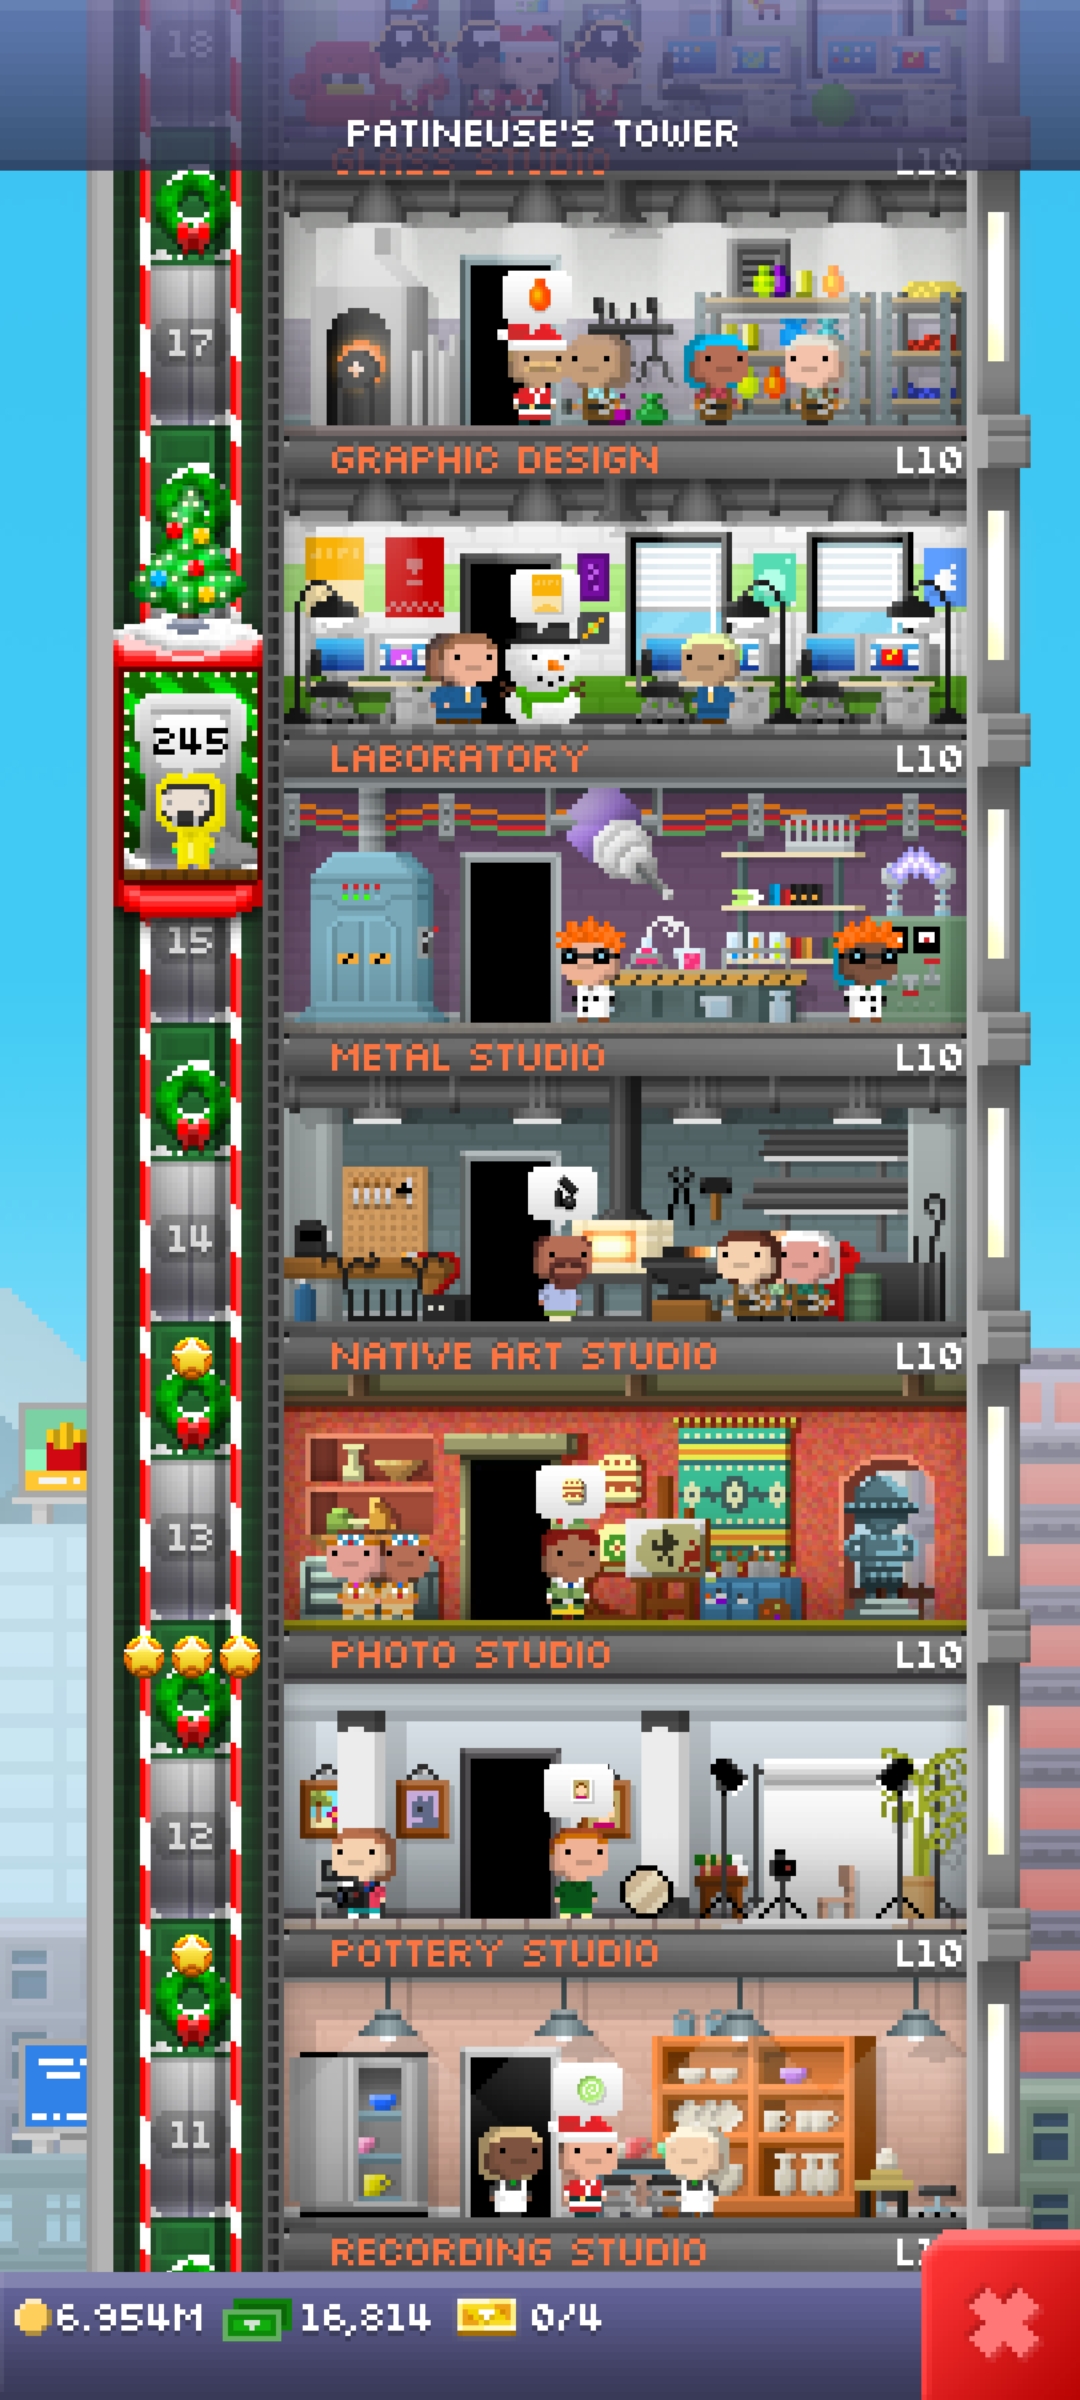 18
PATINEUSE'S TOWER
GLASS STUDIO L10
17
GRAPHIC DESIGN L10
245
LABORATORY L10
15
METAL STUDIO L10
14
NATIVE ART STUDIO L10
13
PHOTO STUDIO L10
12
POTTERY STUDIO L10
11
RECORDING STUDIO
6.954M 16,814 0/4